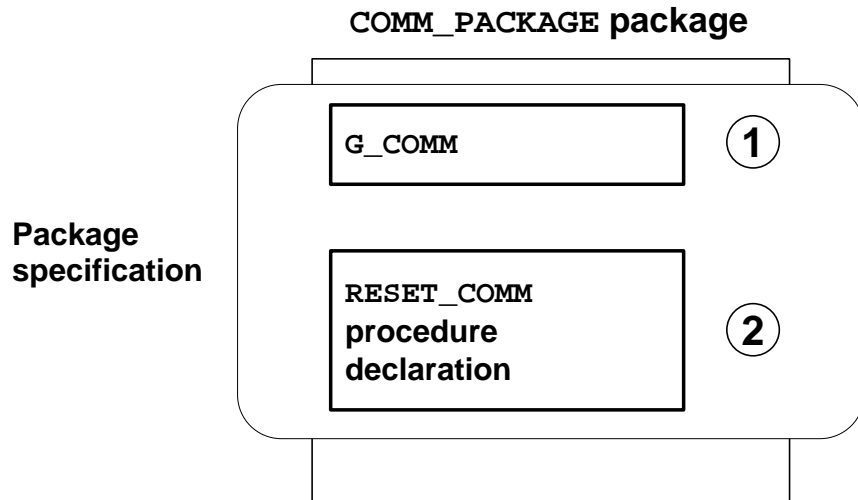 COMM_PACKAGE package
G_COMM
1
Package
specification
RESET_COMM
procedure
declaration
2